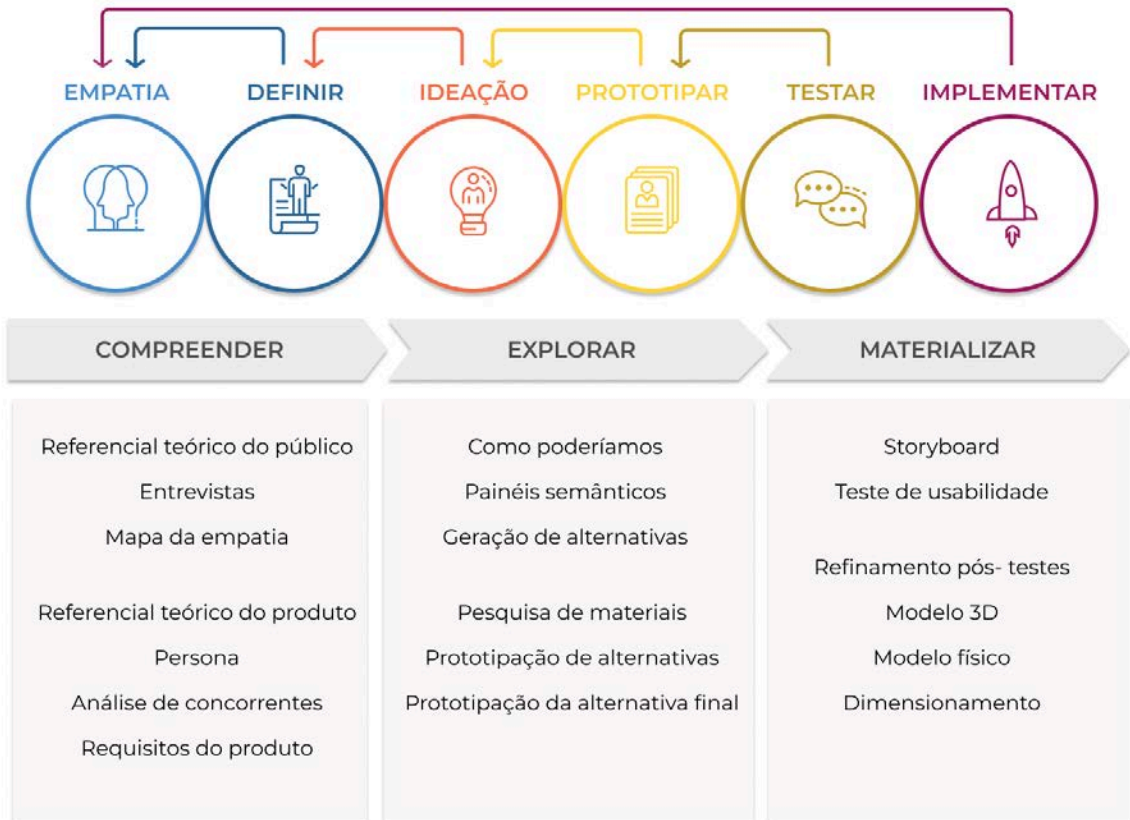 EMPATIA
DEFINIR
IDEAÇÃO
PROTOTIPAR
TESTAR
IMPLEMENTAR
COMPREENDER
EXPLORAR
MATERIALIZAR
Referencial teórico do público
Entrevistas
Mapa da empatia
Referencial teórico do produto
Persona
Análise de concorrentes
Requisitos do produto
Como poderíamos
Painéis semânticos
Geração de alternativas
Pesquisa de materiais
Prototipação de alternativas
Prototipação da alternativa final
Storyboard
Teste de usabilidade
Refinamento pós- testes
Modelo 3D
Modelo físico
Dimensionamento